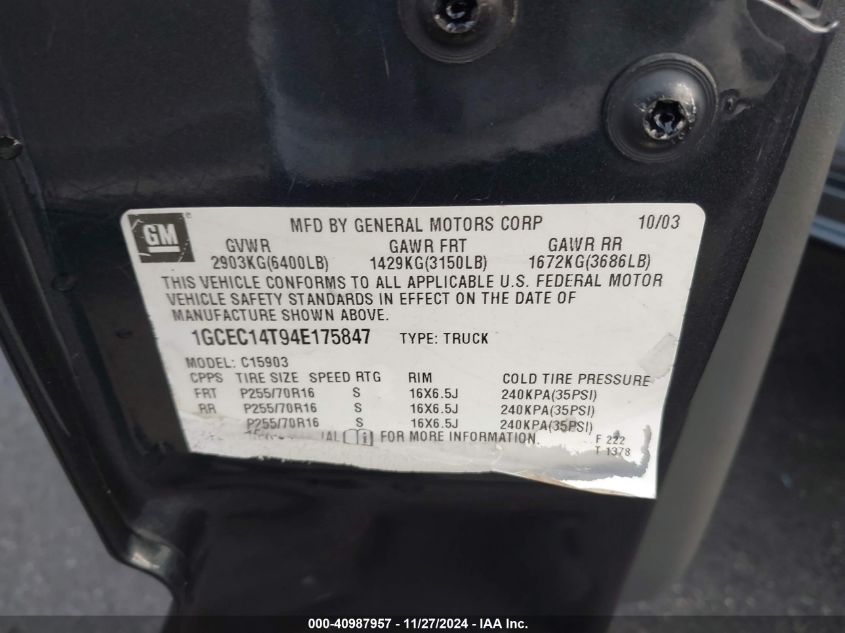 GM
MFD BY GENERAL MOTORS CORP 10/03
GVWR GAWR FRT GAWR RR
2903KG(6400LB) 1429KG(3150LB) 1672KG(3686LB)
THIS VEHICLE CONFORMS TO ALL APPLICABLE U.S. FEDERAL MOTOR
VEHICLE SAFETY STANDARDS IN EFFECT ON THE DATE OF
MANUFACTURE SHOWN ABOVE.
1GCEC14T94E175847 TYPE: TRUCK
MODEL: C15903
CPPS TIRE SIZE SPEED RTG RIM COLD TIRE PRESSURE
FRT P255/70R16 S 16X6.5J 240KPA(35PSI)
RR P255/70R16 S 16X6.5J 240KPA(35PSI)
P255/70R16 S 16X6.5J 240KPA(35PSI)
FOR MORE INFORMATION. F 222
T 1378
000-40987957 - 11/27/2024 - IAA Inc.